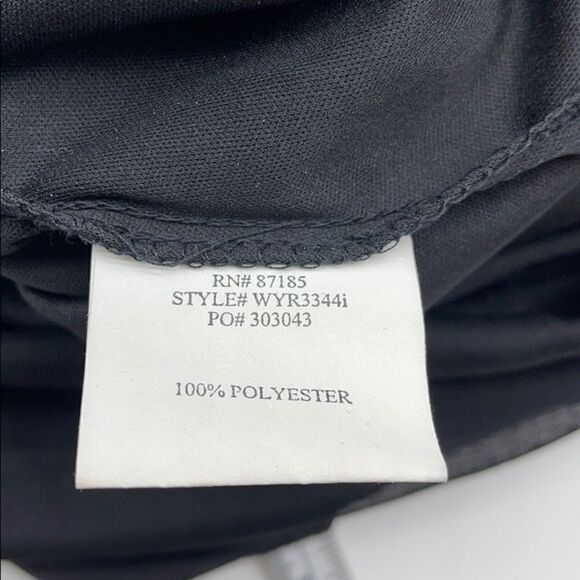 RN# 87185
STYLE# WYR3344i
PO# 303043
100% POLYESTER